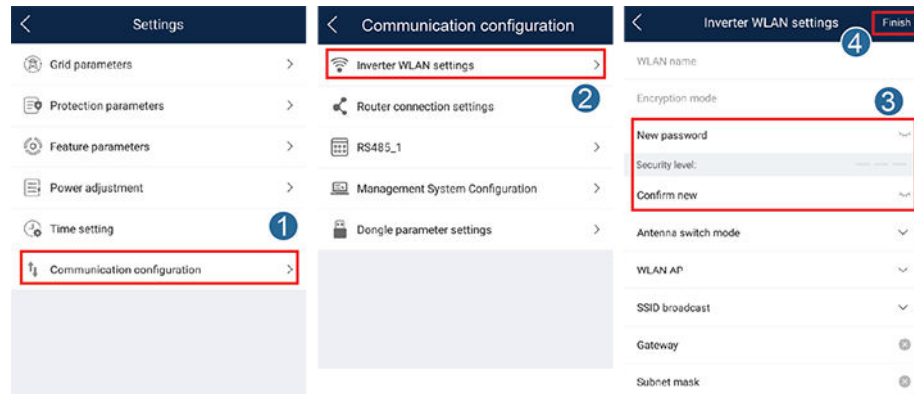 Settings
Grid parameters
Protection parameters
Feature parameters
Power adjustment
Time setting
1
Communication configuration
Communication configuration
Inverter WLAN settings
2
Router connection settings
RS485_1
Management System Configuration
Dongle parameter settings
Inverter WLAN settings
Finish
4
WLAN name
Encryption mode
3
New password
Security level:
Confirm new
Antenna switch mode
WLAN AP
SSID broadcast
Gateway
Subnet mask